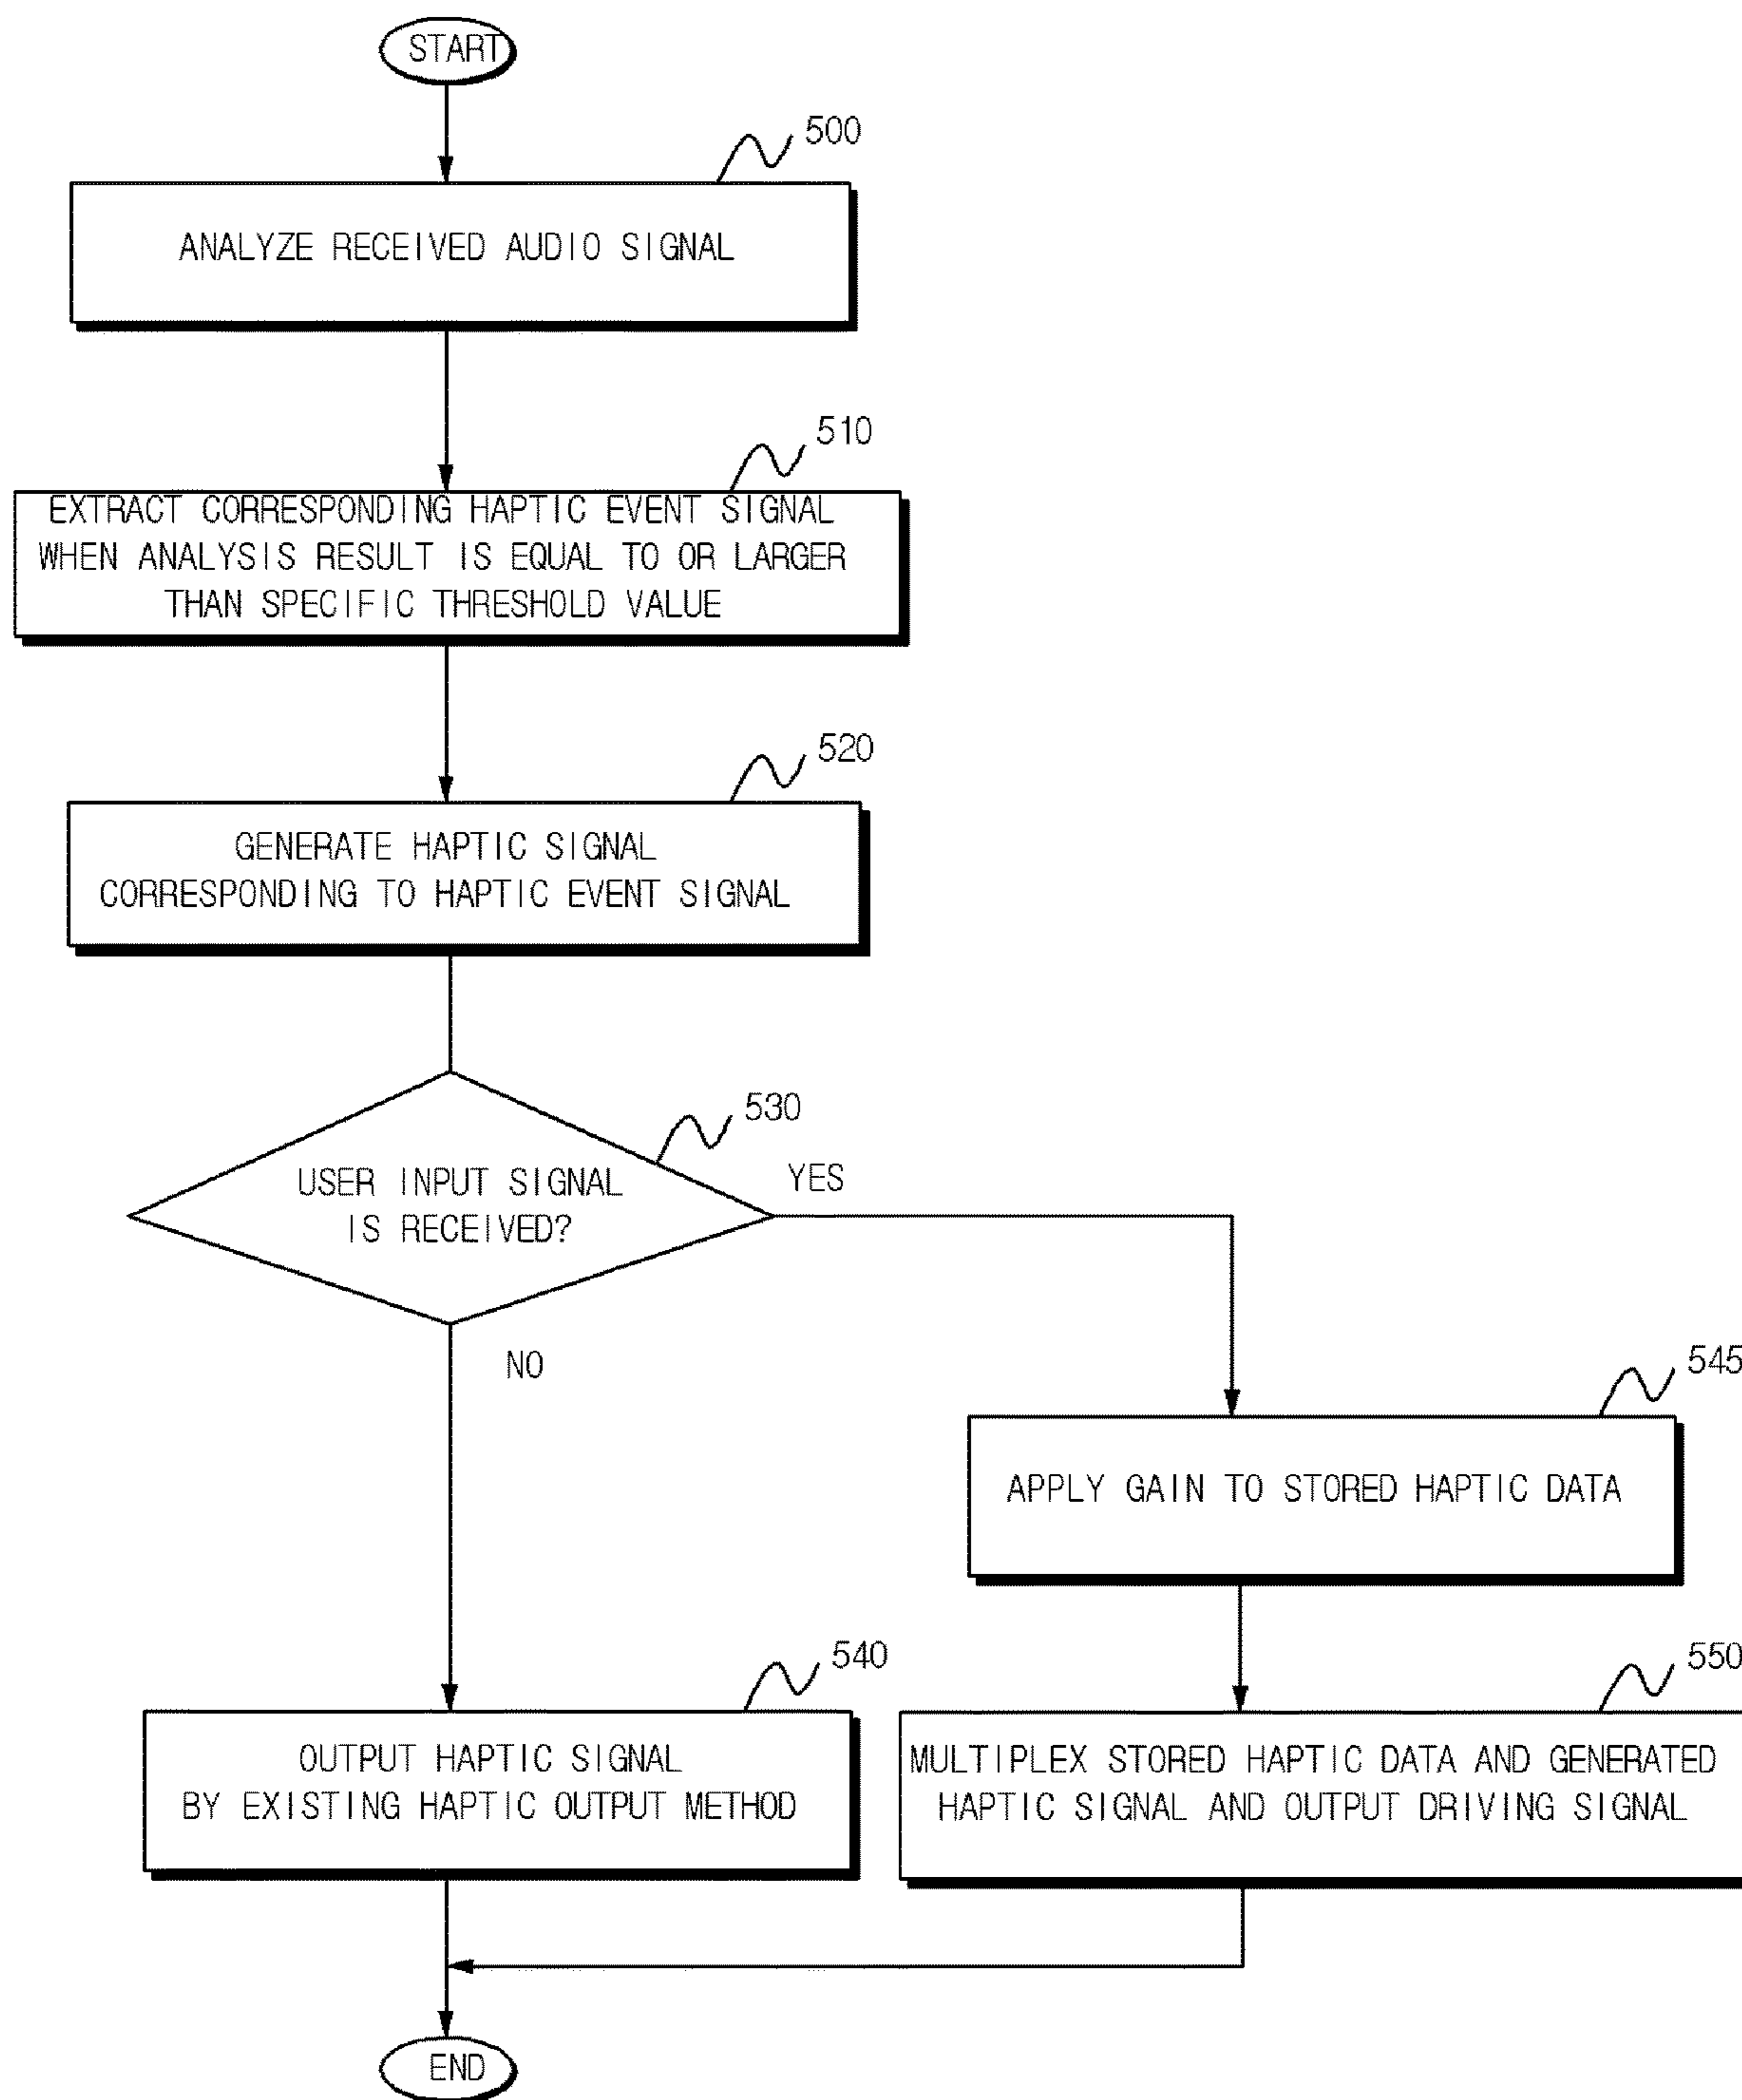 START
500
ANALYZE RECEIVED AUDIO SIGNAL
510
EXTRACT CORRESPONDING HAPTIC EVENT SIGNAL
WHEN ANALYSIS RESULT IS EQUAL TO OR LARGER
THAN SPECIFIC THRESHOLD VALUE
520
GENERATE HAPTIC SIGNAL
CORRESPONDING TO HAPTIC EVENT SIGNAL
530
USER INPUT SIGNAL
IS RECEIVED?
YES
NO
545
APPLY GAIN TO STORED HAPTIC DATA
540
OUTPUT HAPTIC SIGNAL
BY EXISTING HAPTIC OUTPUT METHOD
550
MULTIPLEX STORED HAPTIC DATA AND GENERATED
HAPTIC SIGNAL AND OUTPUT DRIVING SIGNAL
END